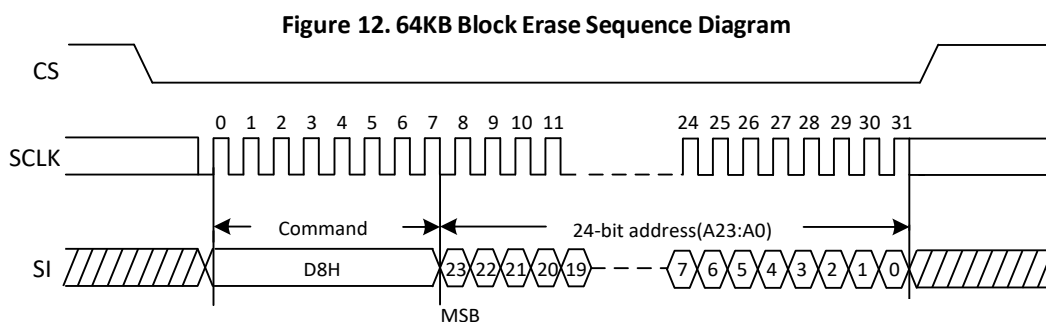 Figure 12. 64KB Block Erase Sequence Diagram
CS
0 1 2 3 4 5 6 7 8 9 10 11 24 25 26 27 28 29 30 31
SCLK
Command 24-bit address(A23:A0)
SI D8H 23 22 21 20 19 7 6 5 4 3 2 1 0
MSB